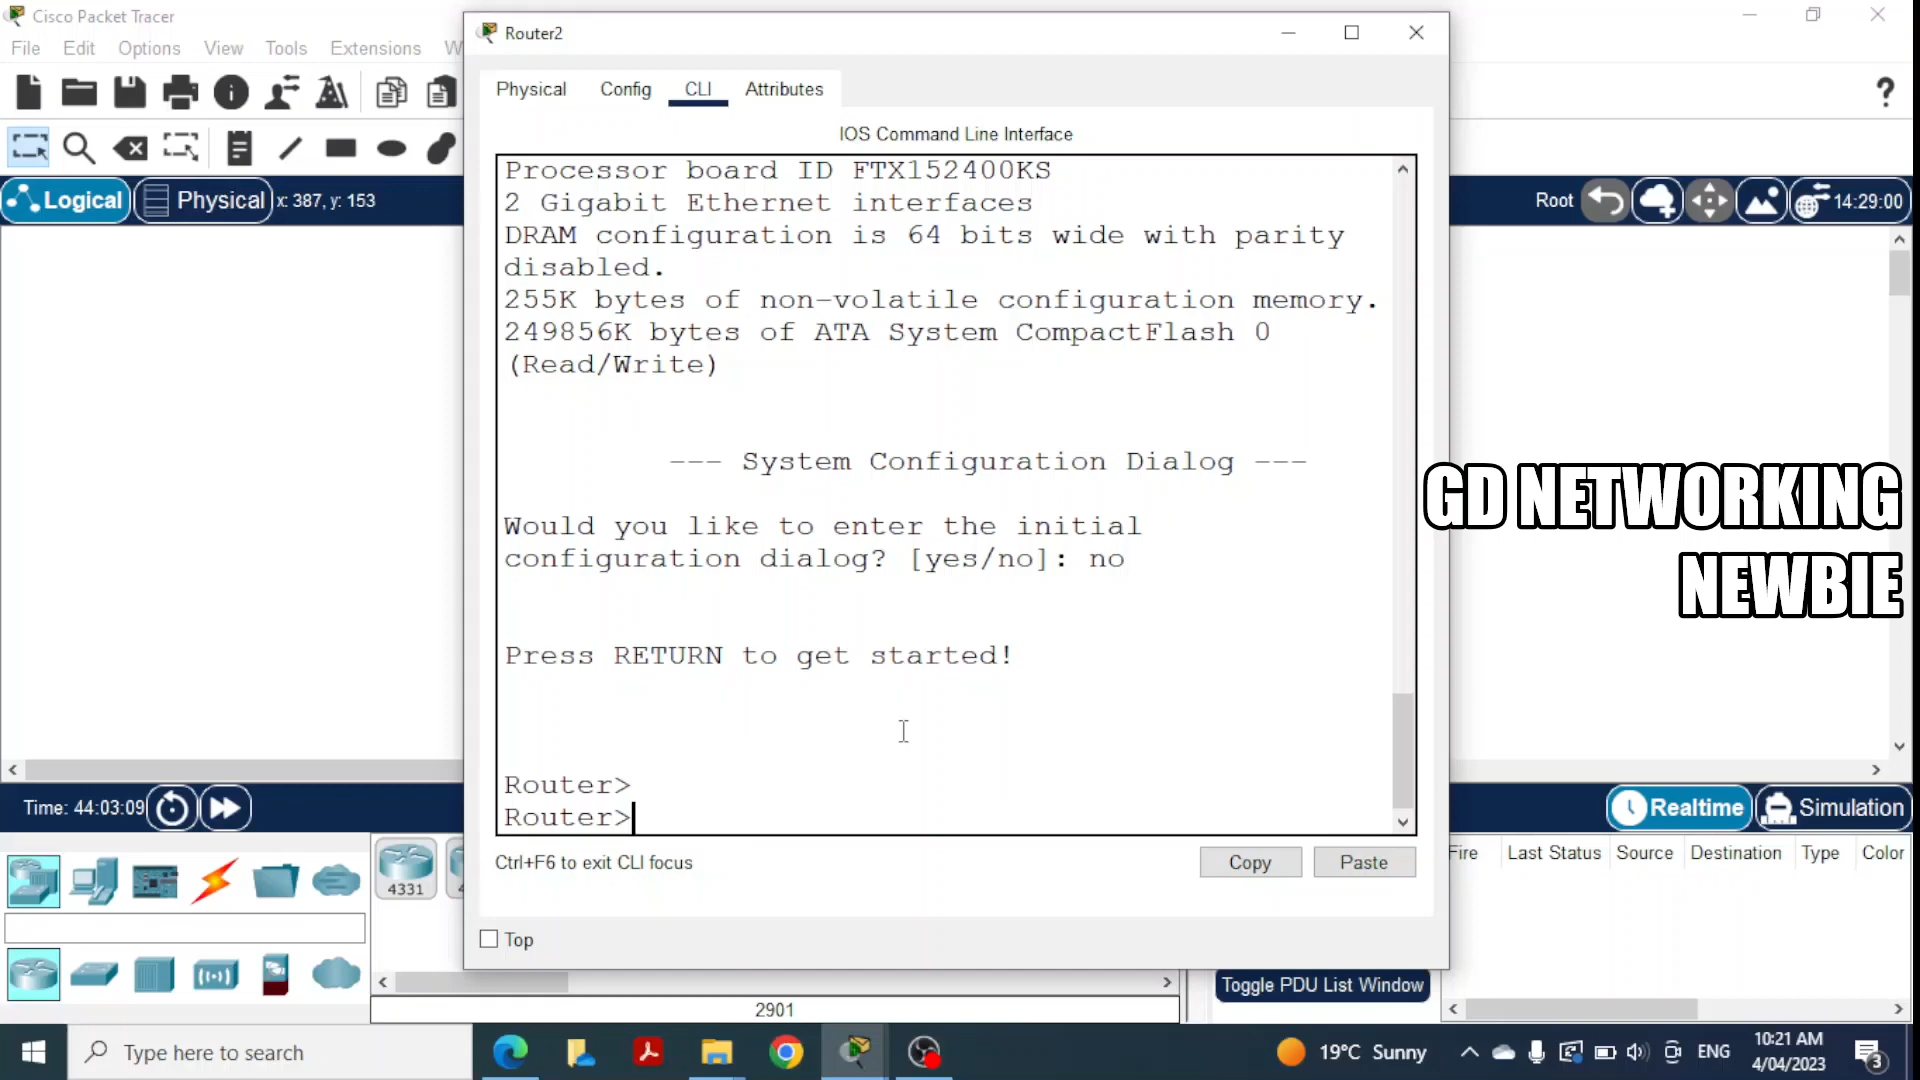 Cisco Packet Tracer
File Edit Options View Tools Extensions W
Logical Physical x: 387, y: 153
Router2
Physical Config CLI Attributes
IOS Command Line Interface
Processor board ID FTX152400KS
2 Gigabit Ethernet interfaces
DRAM configuration is 64 bits wide with parity
disabled.
255K bytes of non-volatile configuration memory.
249856K bytes of ATA System CompactFlash 0
(Read/Write)
--- System Configuration Dialog ---
Would you like to enter the initial
configuration dialog? [yes/no]: no
Press RETURN to get started!
Router>
Router>
Ctrl+F6 to exit CLI focus
Copy Paste
Top
Root 14:29:00
GD NETWORKING
NEWBIE
Time: 44:03:09
Realtime Simulation
4331
4
Fire Last Status Source Destination Type Color
2901
Toggle PDU List Window
Type here to search
19°C Sunny
ENG
10:21 AM
4/04/2023
3